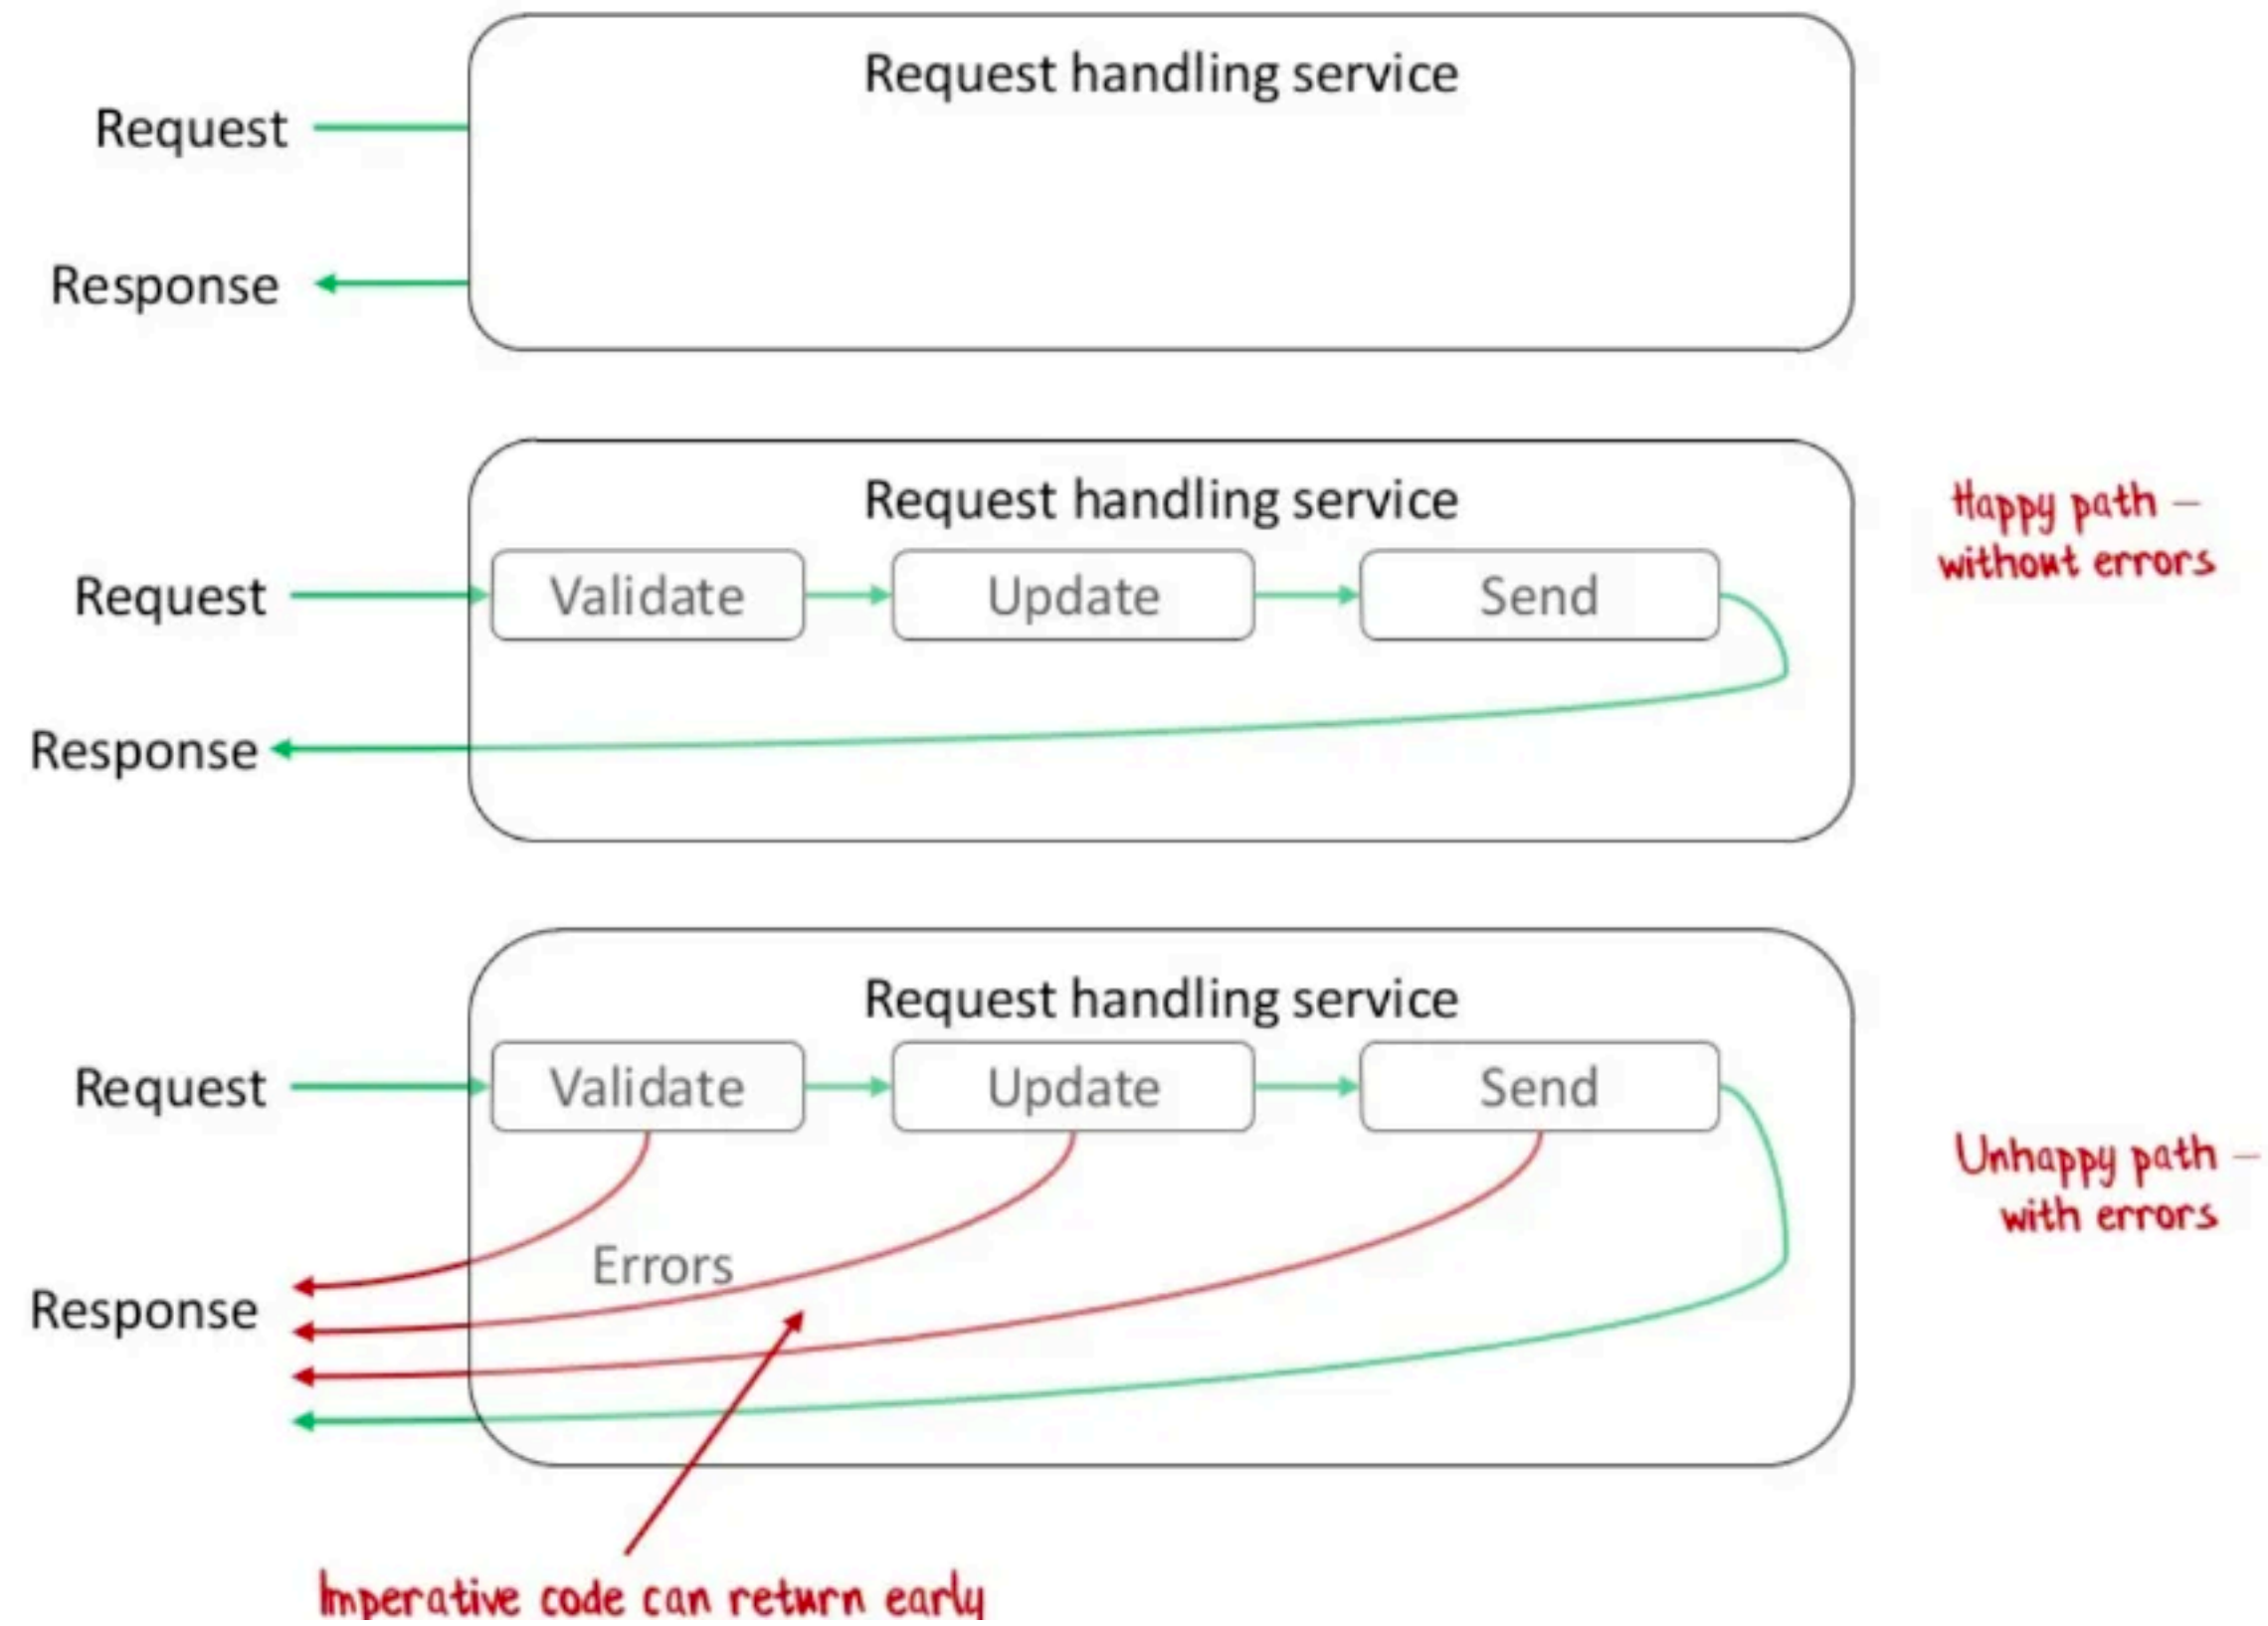 Request handling service
Request
Response
Request handling service
Happy path –
without errors
Request
Validate
Update
Send
Response
Request handling service
Request
Validate
Update
Send
Unhappy path –
with errors
Errors
Response
Imperative code can return early